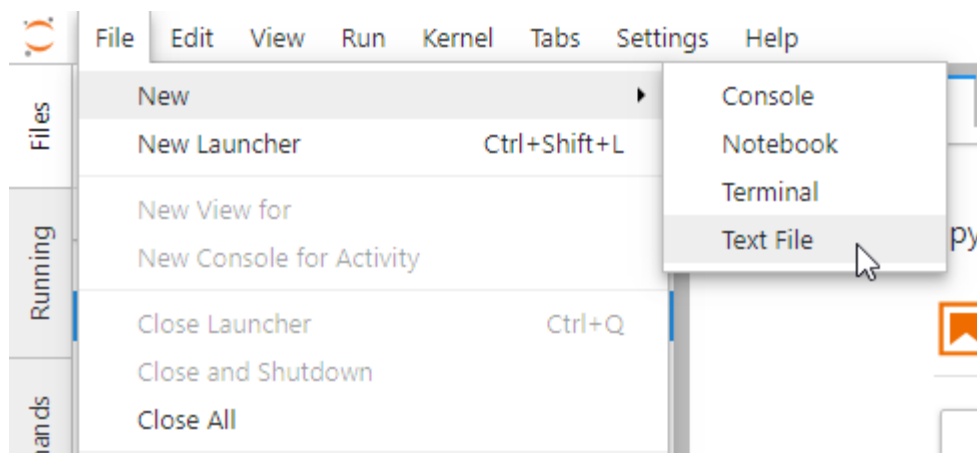 File Edit View Run Kernel Tabs Settings Help
Files
Running
New
New Launcher Ctrl+Shift+L
New View for
New Console for Activity
Close Launcher Ctrl+Q
Close and Shutdown
Close All
Console
Notebook
Terminal
Text File
py